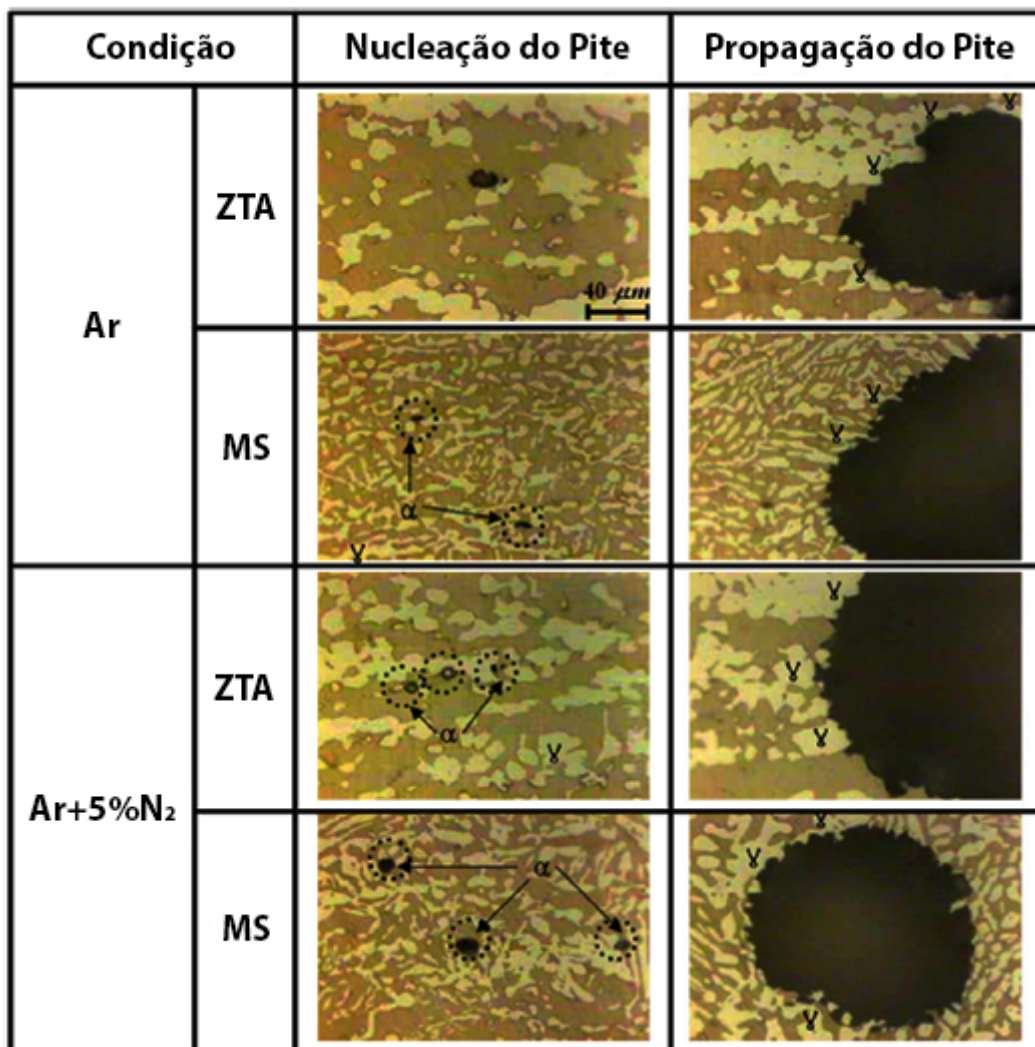 Condição
Nucleação do Pite
Propagação do Pite
Ar
ZTA
40 µm
γ
γ
γ
γ
MS
α
γ
γ
γ
Ar+5%N₂
ZTA
α
γ
γ
γ
γ
MS
α
γ
γ
γ